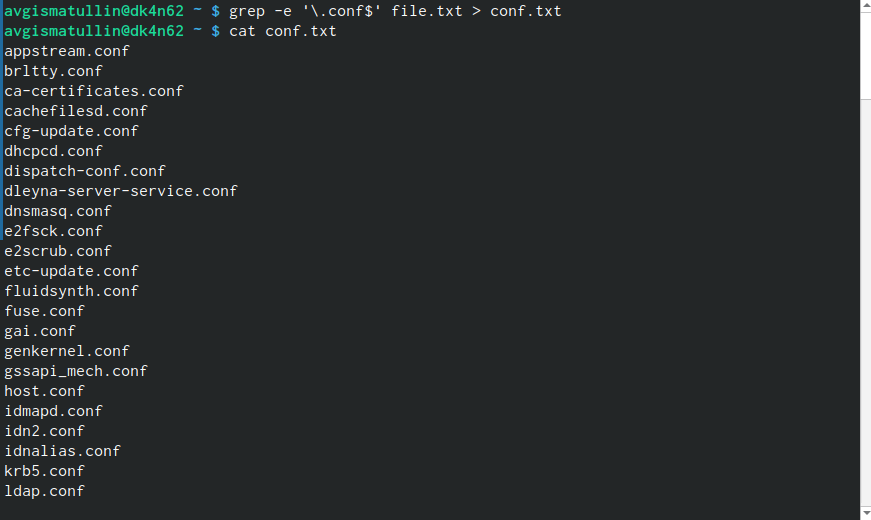 avgismatullin@dk4n62 ~ $ grep -e '\.conf$' file.txt > conf.txt
avgismatullin@dk4n62 ~ $ cat conf.txt
appstream.conf
brltty.conf
ca-certificates.conf
cachefilesd.conf
cfg-update.conf
dhcpcd.conf
dispatch-conf.conf
dleyna-server-service.conf
dnsmasq.conf
e2fsck.conf
e2scrub.conf
etc-update.conf
fluidsynth.conf
fuse.conf
gai.conf
genkernel.conf
gssapi_mech.conf
host.conf
idmapd.conf
idn2.conf
idnalias.conf
krb5.conf
ldap.conf